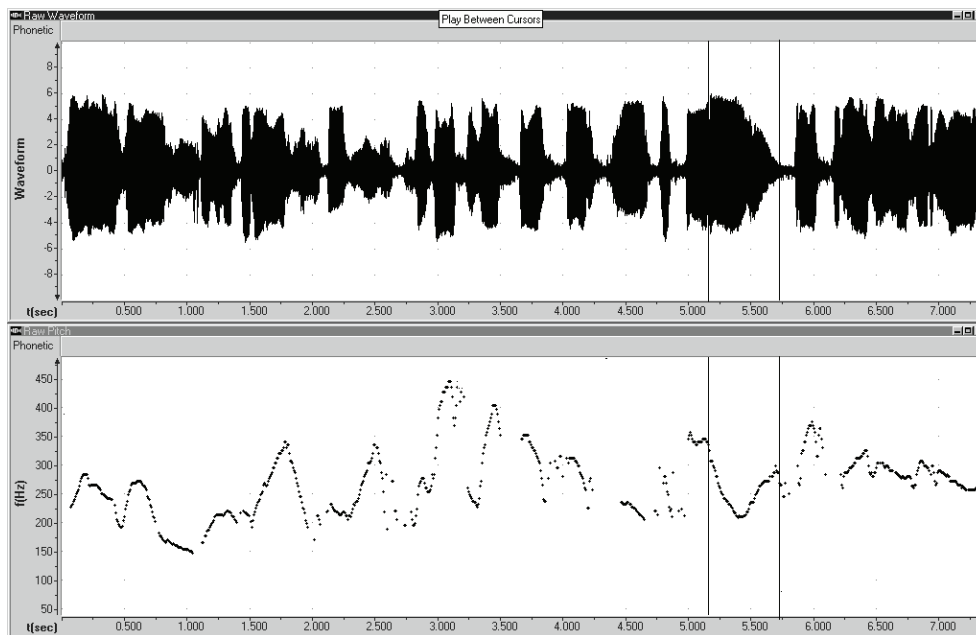 Raw Waveform
Play Between Cursors
Phonetic
8
6
4
2
0
-2
-4
-6
-8
Waveform
t(sec) 0.500 1.000 1.500 2.000 2.500 3.000 3.500 4.000 4.500 5.000 5.500 6.000 6.500 7.000
Raw Pitch
Phonetic
450
400
350
300
250
200
150
100
50
f(Hz)
t(sec) 0.500 1.000 1.500 2.000 2.500 3.000 3.500 4.000 4.500 5.000 5.500 6.000 6.500 7.000